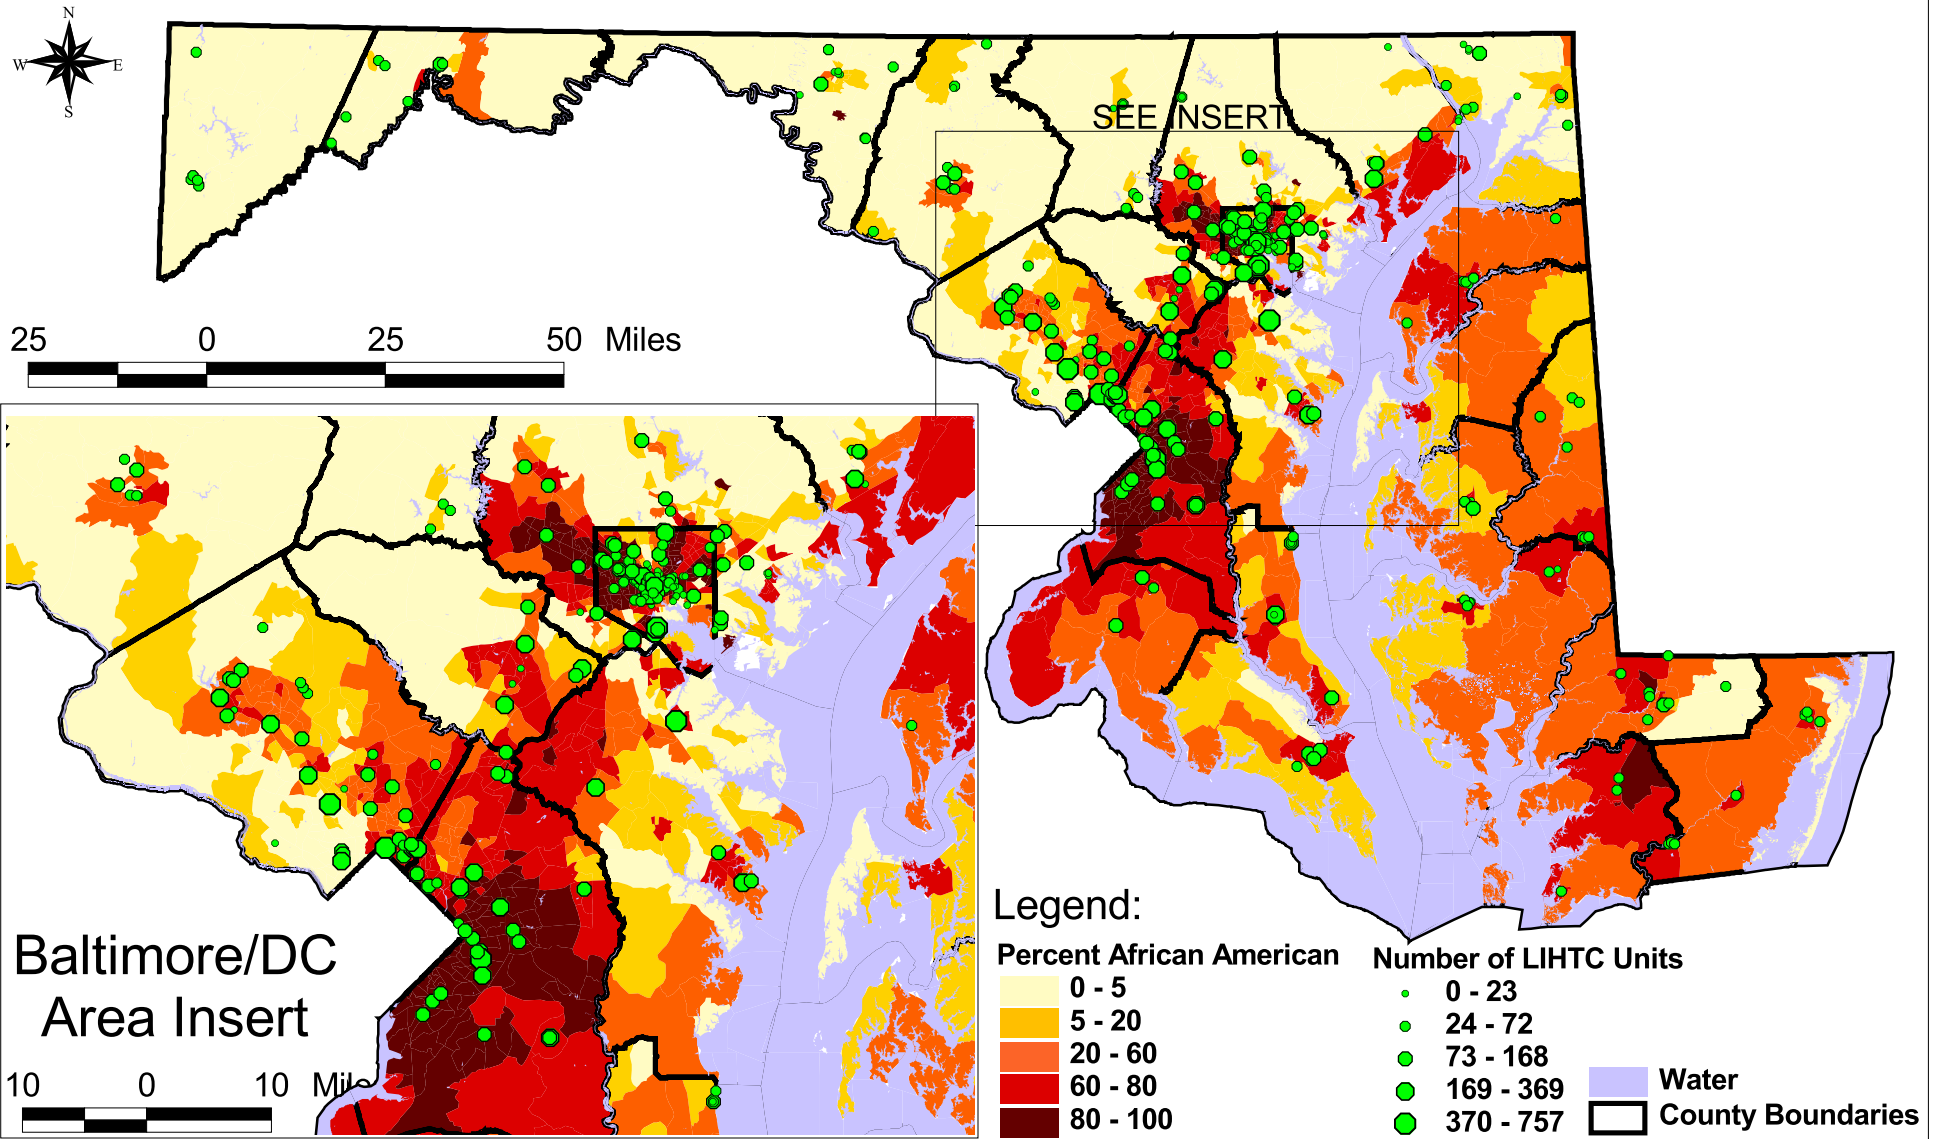 N
W E
S
SEE INSERT
25 0 25 50 Miles
Baltimore/DC
Area Insert
10 0 10 Mile
Legend:
Percent African American
0 - 5
5 - 20
20 - 60
60 - 80
80 - 100
Number of LIHTC Units
0 - 23
24 - 72
73 - 168
169 - 369
370 - 757
Water
County Boundaries